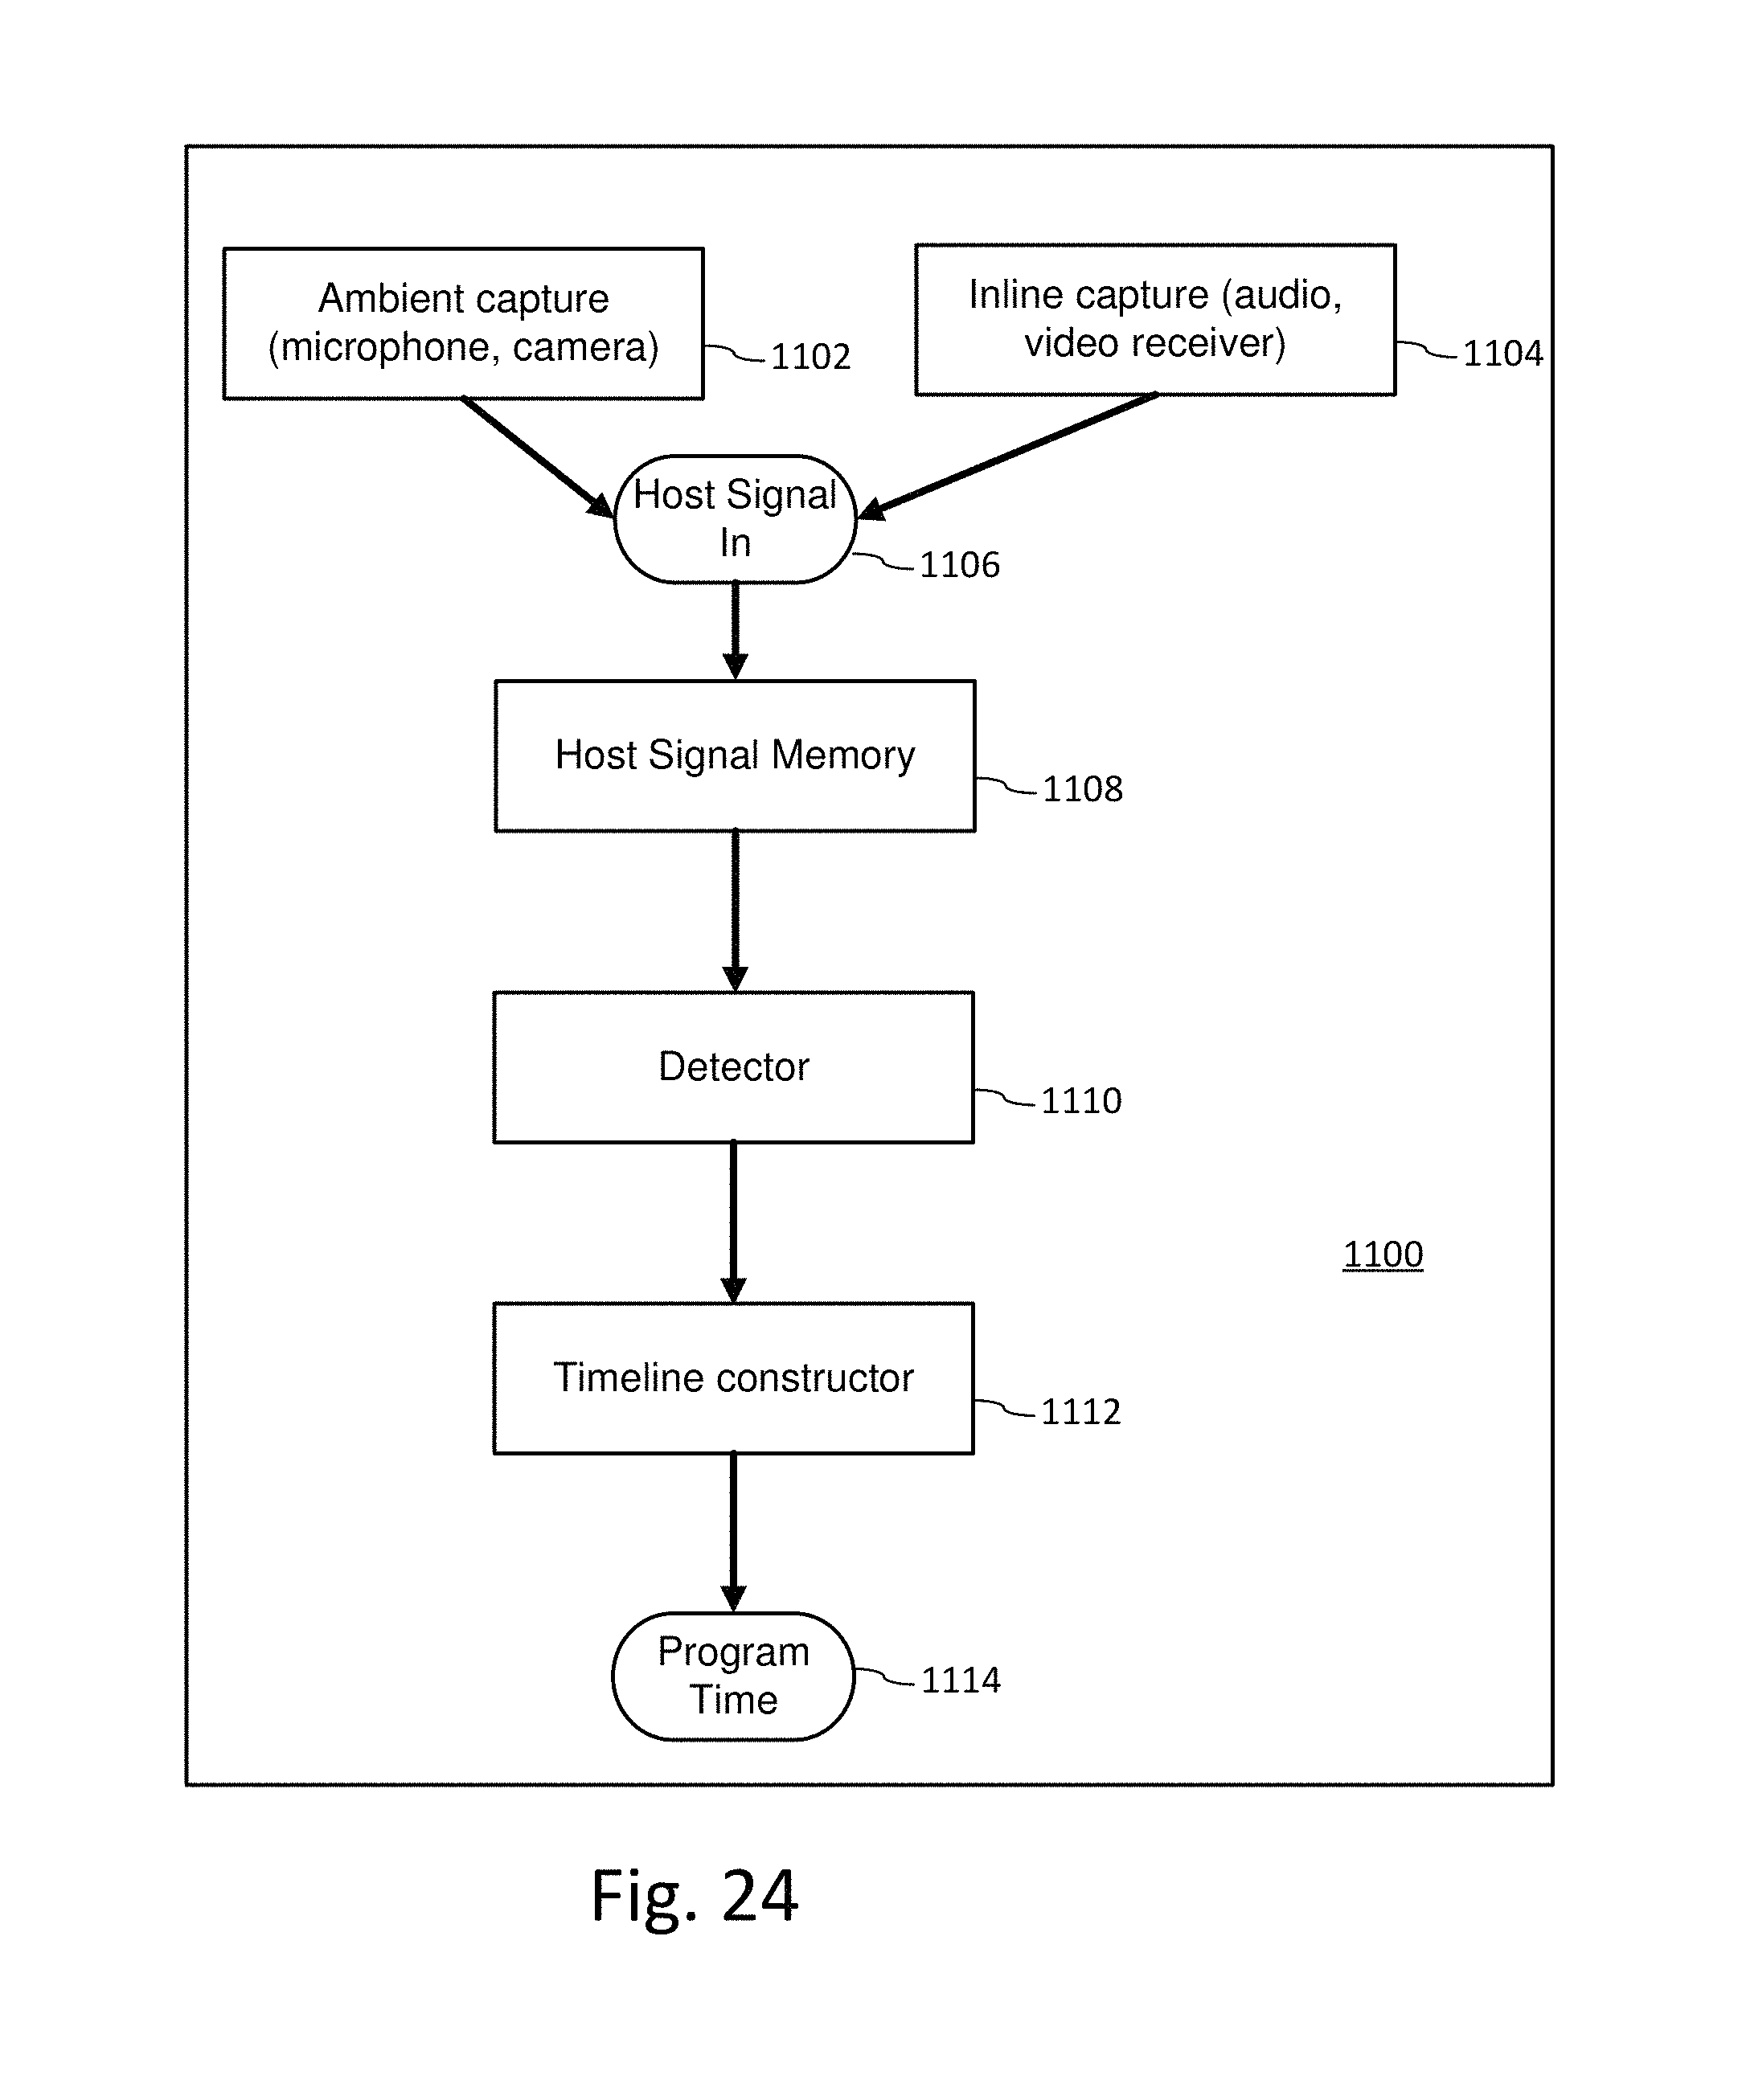 Ambient capture
(microphone, camera)
1102
Inline capture (audio,
video receiver)
1104
Host Signal
In
1106
Host Signal Memory
1108
Detector
1110
1100
Timeline constructor
1112
Program
Time
1114
Fig. 24